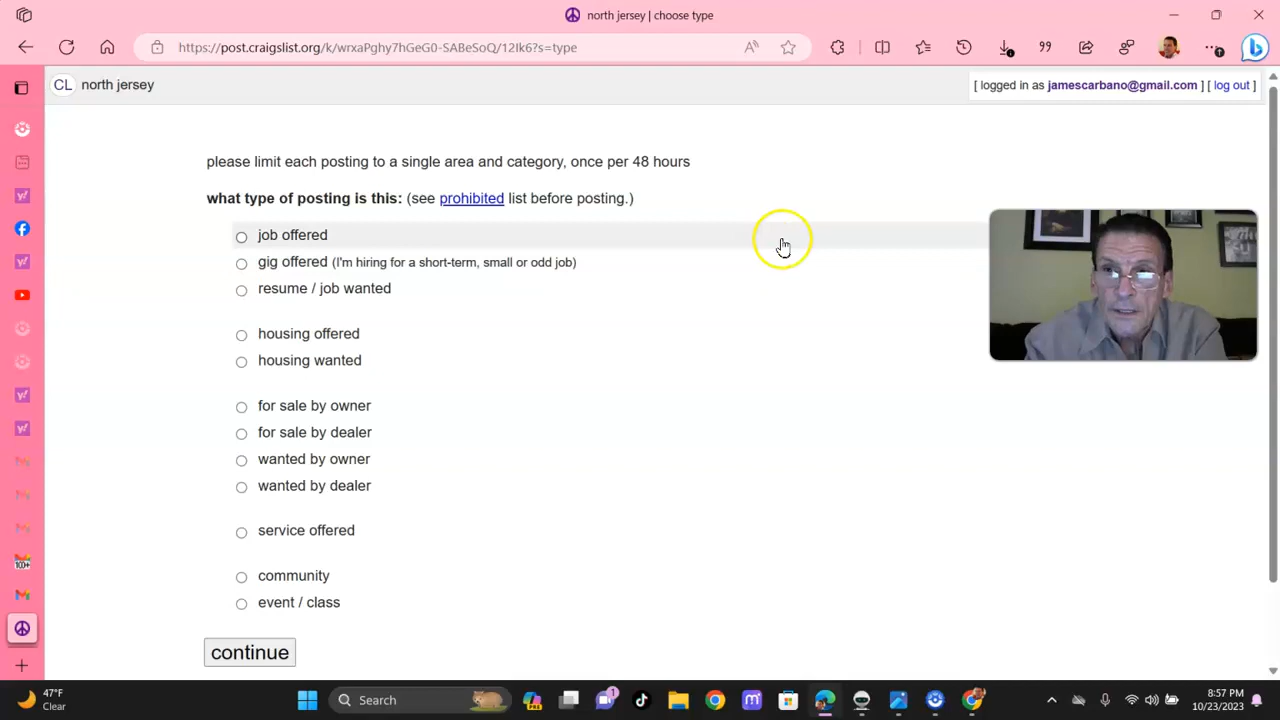 north jersey | choose type
https://post.craigslist.org/k/wrxaPghy7hGeG0-SABeSoQ/12Ik6?s=type
CL north jersey
[ logged in as jamescarbano@gmail.com ] [ log out ]
please limit each posting to a single area and category, once per 48 hours
what type of posting is this: (see prohibited list before posting.)
job offered
gig offered (I'm hiring for a short-term, small or odd job)
resume / job wanted
housing offered
housing wanted
for sale by owner
for sale by dealer
wanted by owner
wanted by dealer
service offered
community
event / class
continue
100+
47°F
Clear
Search
1
8:57 PM
10/23/2023